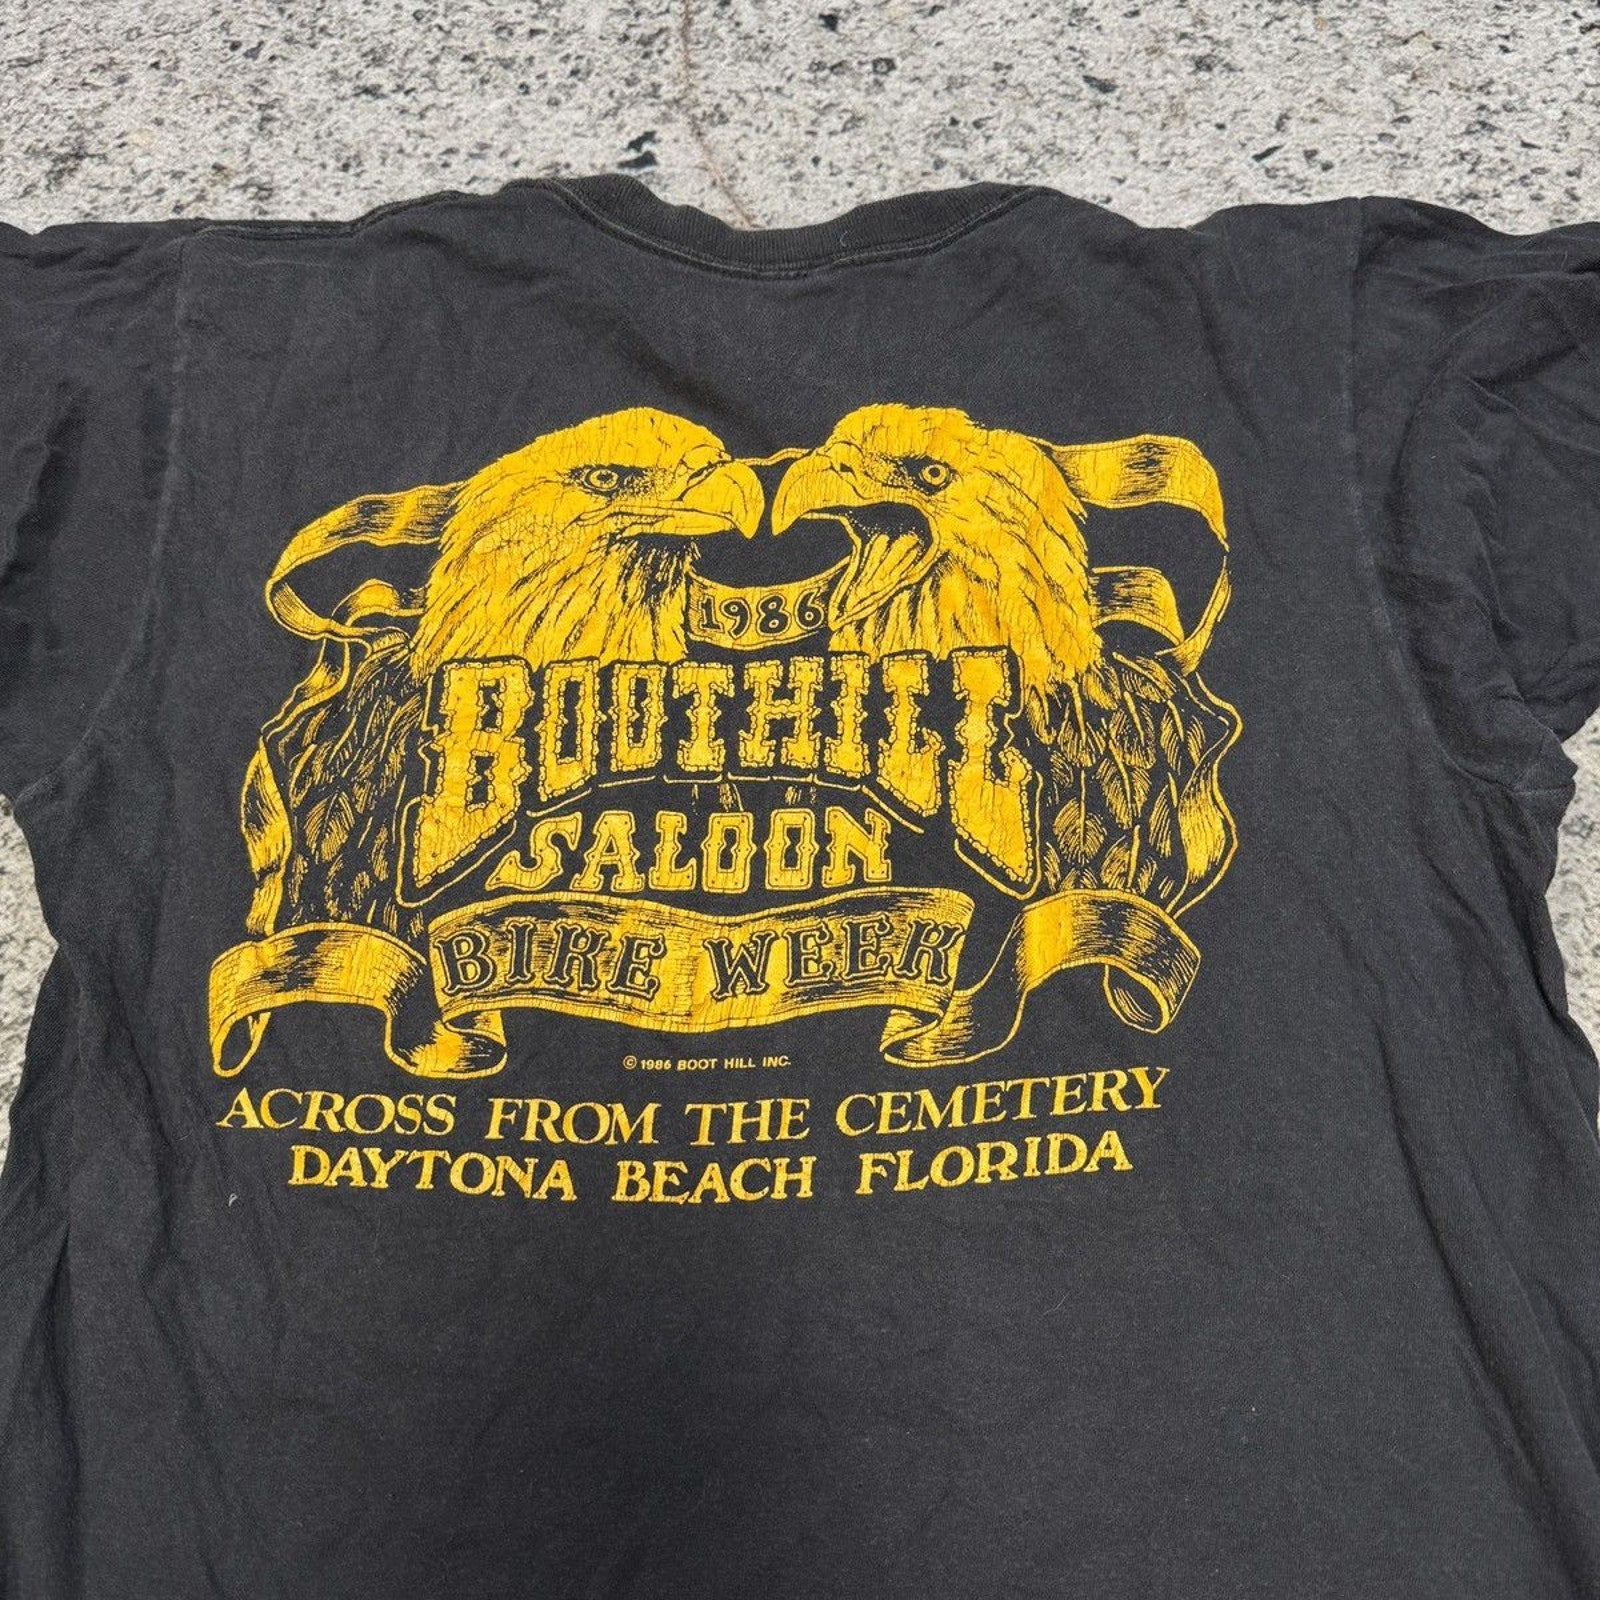 1986
BOOTHILL
SALOON
BIKE WEEK
© 1986 BOOT HILL INC.
ACROSS FROM THE CEMETERY
DAYTONA BEACH FLORIDA